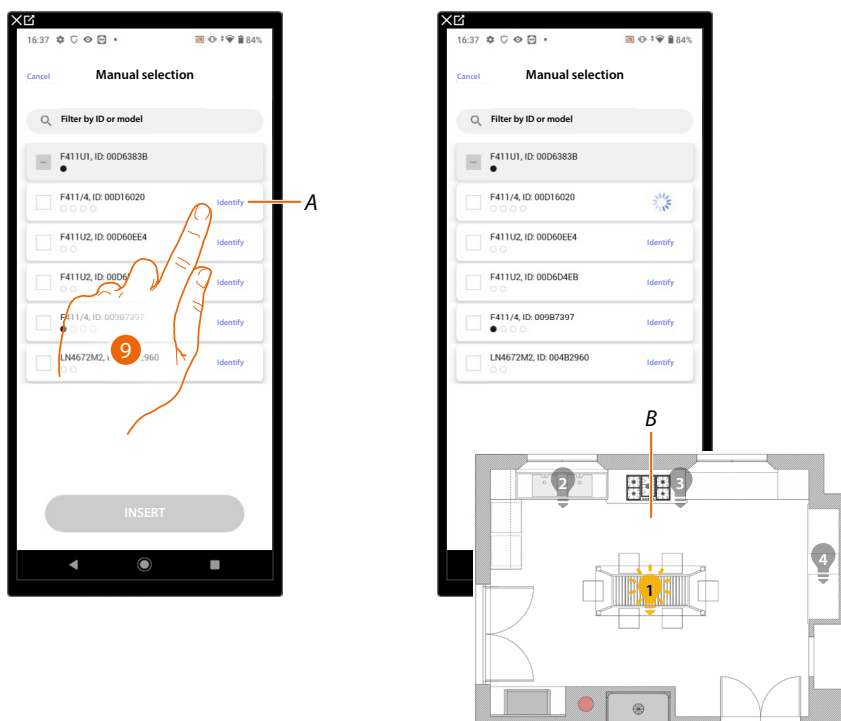 16:37
84%
Cancel
Manual selection
Filter by ID or model
F411U1, ID: 00D6383B
F411/4, ID: 00D16020
Identify
A
F411U2, ID: 00D60EE4
Identify
F411U2, ID: 00D6
Identify
F411/4, ID: 009B7397
Identify
9
LN4672M2, 960
Identify
INSERT
16:37
84%
Cancel
Manual selection
Filter by ID or model
F411U1, ID: 00D6383B
F411/4, ID: 00D16020
F411U2, ID: 00D60EE4
Identify
F411U2, ID: 00D6D4EB
Identify
F411/4, ID: 009B7397
Identify
LN4672M2, ID: 004B2960
Identify
B
2
3
4
1